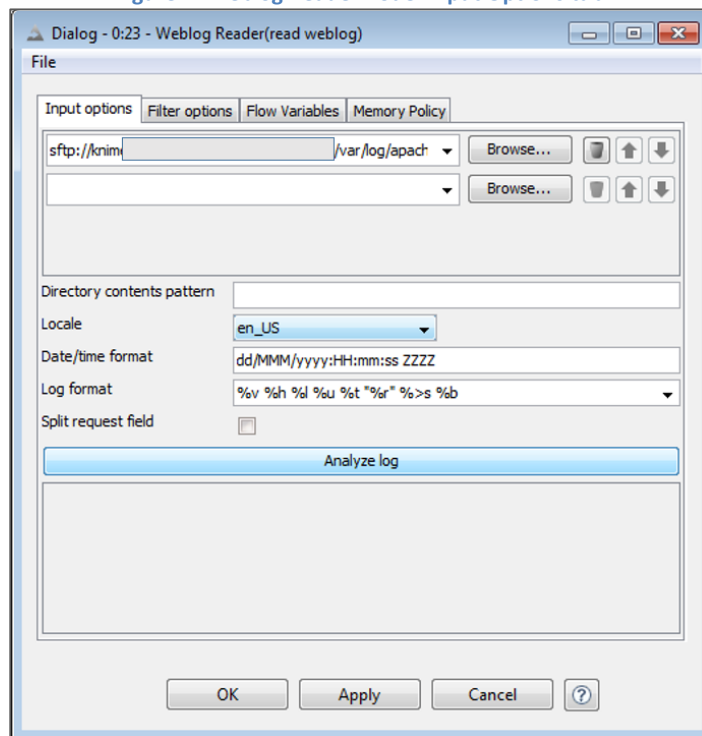 Dialog - 0:23 - Weblog Reader(read weblog)
File
Input options Filter options Flow Variables Memory Policy
sftp://knime /var/log/apach Browse...
Browse...
Directory contents pattern
Locale en_US
Date/time format dd/MMM/yyyy:HH:mm:ss ZZZZ
Log format %v %h %l %u %t "%r" %>s %b
Split request field
Analyze log
OK Apply Cancel ?